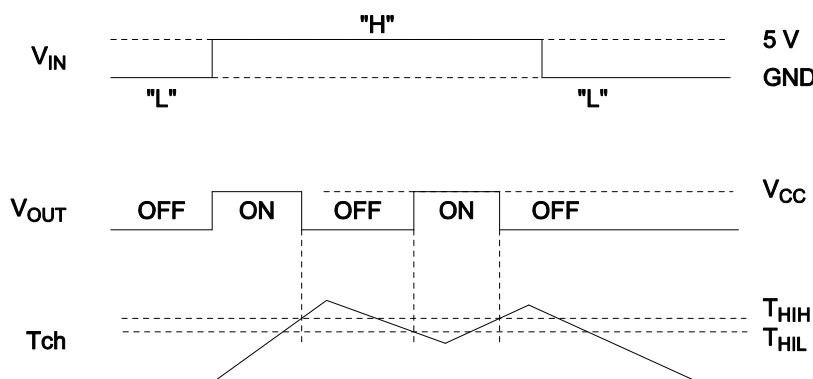 "H"
V_IN
5 V
GND
"L" "L"
V_OUT OFF ON OFF ON OFF V_CC
Tch
T_HIH
T_HIL